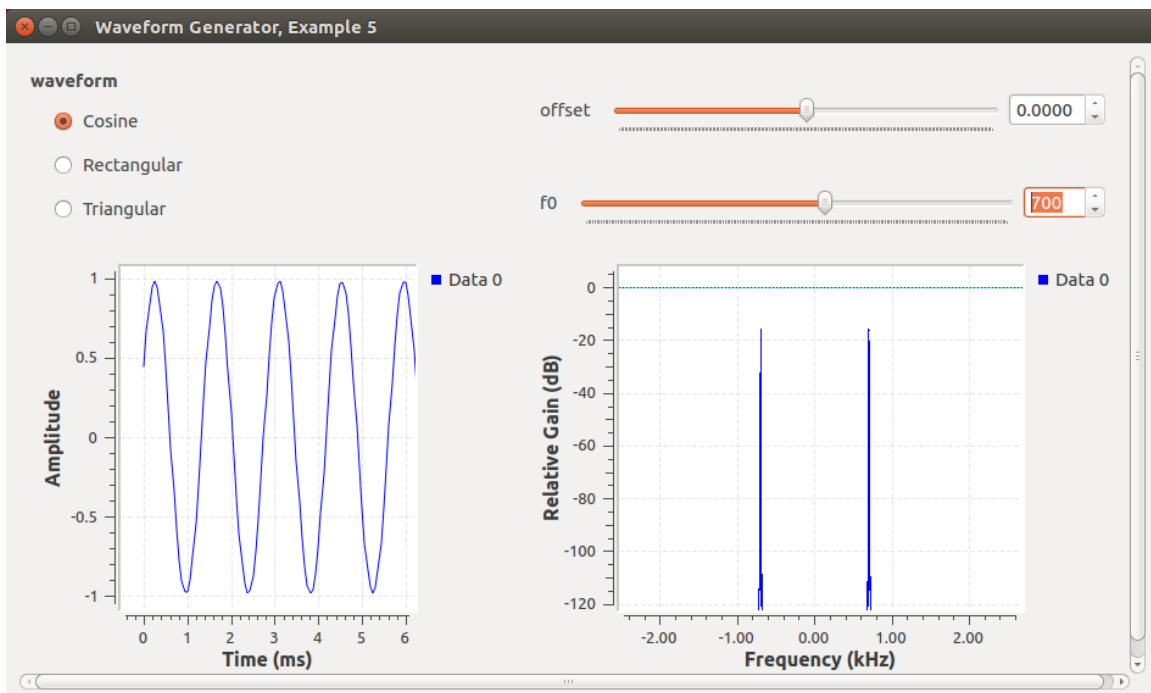 Waveform Generator, Example 5
waveform
Cosine
Rectangular
Triangular
offset
0.0000
f0
700
Amplitude
1
0.5
0
-0.5
-1
0 1 2 3 4 5 6
Time (ms)
Data 0
Relative Gain (dB)
0
-20
-40
-60
-80
-100
-120
-2.00 -1.00 0.00 1.00 2.00
Frequency (kHz)
Data 0